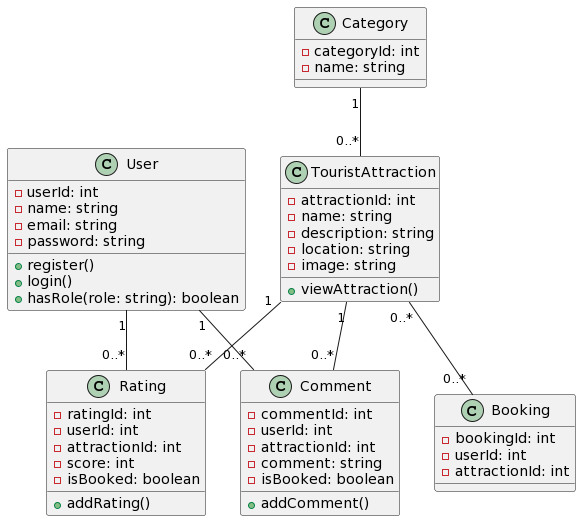 C Category
categoryId: int
name: string
1
0..*
C User
userId: int
name: string
email: string
password: string
register()
login()
hasRole(role: string): boolean
C TouristAttraction
attractionId: int
name: string
description: string
location: string
image: string
viewAttraction()
1
1
1
1
0..*
0..*
0..*
0..*
0..*
0..*
C Rating
ratingId: int
userId: int
attractionId: int
score: int
isBooked: boolean
addRating()
C Comment
commentId: int
userId: int
attractionId: int
comment: string
isBooked: boolean
addComment()
C Booking
bookingId: int
userId: int
attractionId: int